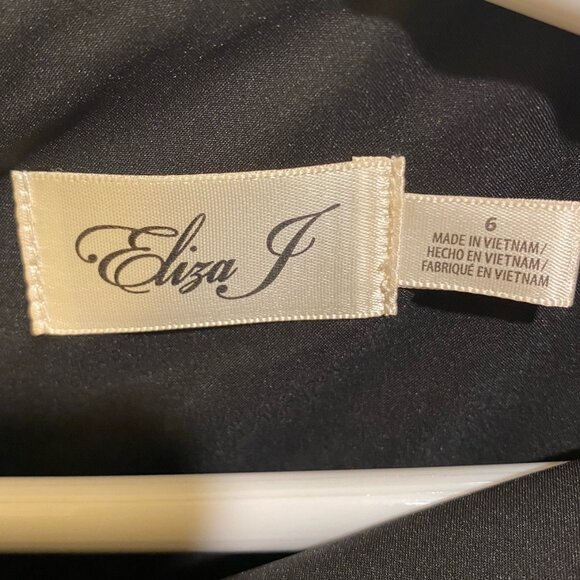 Eliza J
6
MADE IN VIETNAM/
HECHO EN VIETNAM/
FABRIQUÉ EN VIETNAM